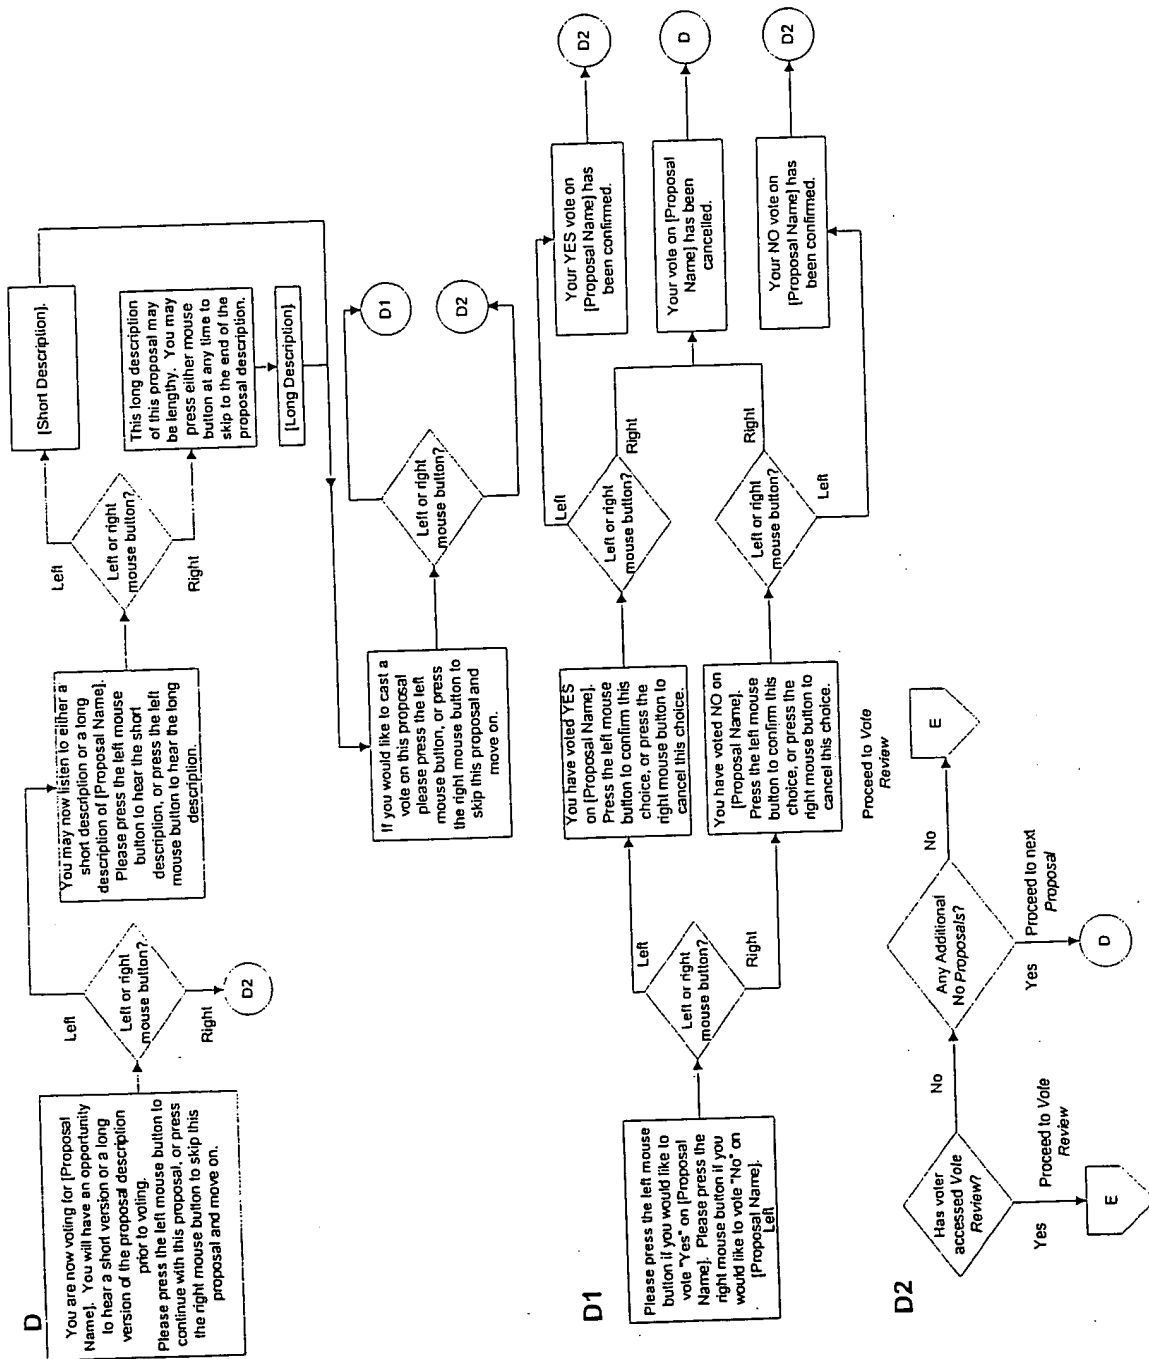 D
You are now voting for [Proposal
Name]. You will have an opportunity
to hear a short version or a long
version of the proposal description
prior to voting.
Please press the left mouse button to
continue with this proposal, or press
the right mouse button to skip this
proposal and move on.
Left or right
mouse button?
Left
Right
D2
You may now listen to either a
short description or a long
description of [Proposal Name].
Please press the left mouse
button to hear the short
description, or press the left
mouse button to hear the long
description.
Left or right
mouse button?
Left
Right
[Short Description].
This long description
of this proposal may
be lengthy. You may
press either mouse
button at any time to
skip to the end of the
proposal description.
[Long Description]
If you would like to cast a
vote on this proposal
please press the left
mouse button, or press
the right mouse button to
skip this proposal and
move on.
Left or right
mouse button?
D1
D2
D1
Please press the left mouse
button if you would like to
vote "Yes" on [Proposal
Name]. Please press the
right mouse button if you
would like to vote "No" on
[Proposal Name].
Left
Left or right
mouse button?
Left
Right
You have voted YES
on [Proposal Name].
Press the left mouse
button to confirm this
choice, or press the
right mouse button to
cancel this choice.
You have voted NO on
[Proposal Name].
Press the left mouse
button to confirm this
choice, or press the
right mouse button to
cancel this choice.
Left or right
mouse button?
Left
Right
Left or right
mouse button?
Right
Left
Your YES vote on
[Proposal Name] has
been confirmed.
Your vote on [Proposal
Name] has been
cancelled.
Your NO vote on
[Proposal Name] has
been confirmed.
D2
D
D2
D2
Has voter
accessed Vote
Review?
No
Yes
Proceed to Vote
Review
E
Any Additional
No Proposals?
No
Yes
Proceed to next
Proposal
D
Proceed to Vote
Review
E